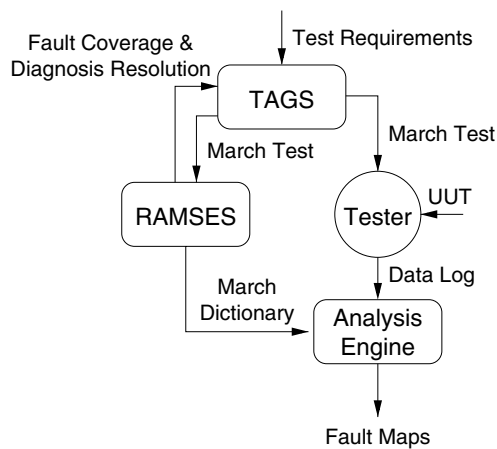 Fault Coverage &
Diagnosis Resolution
Test Requirements
TAGS
March Test
March Test
RAMSES
UUT
Tester
March
Dictionary
Data Log
Analysis
Engine
Fault Maps